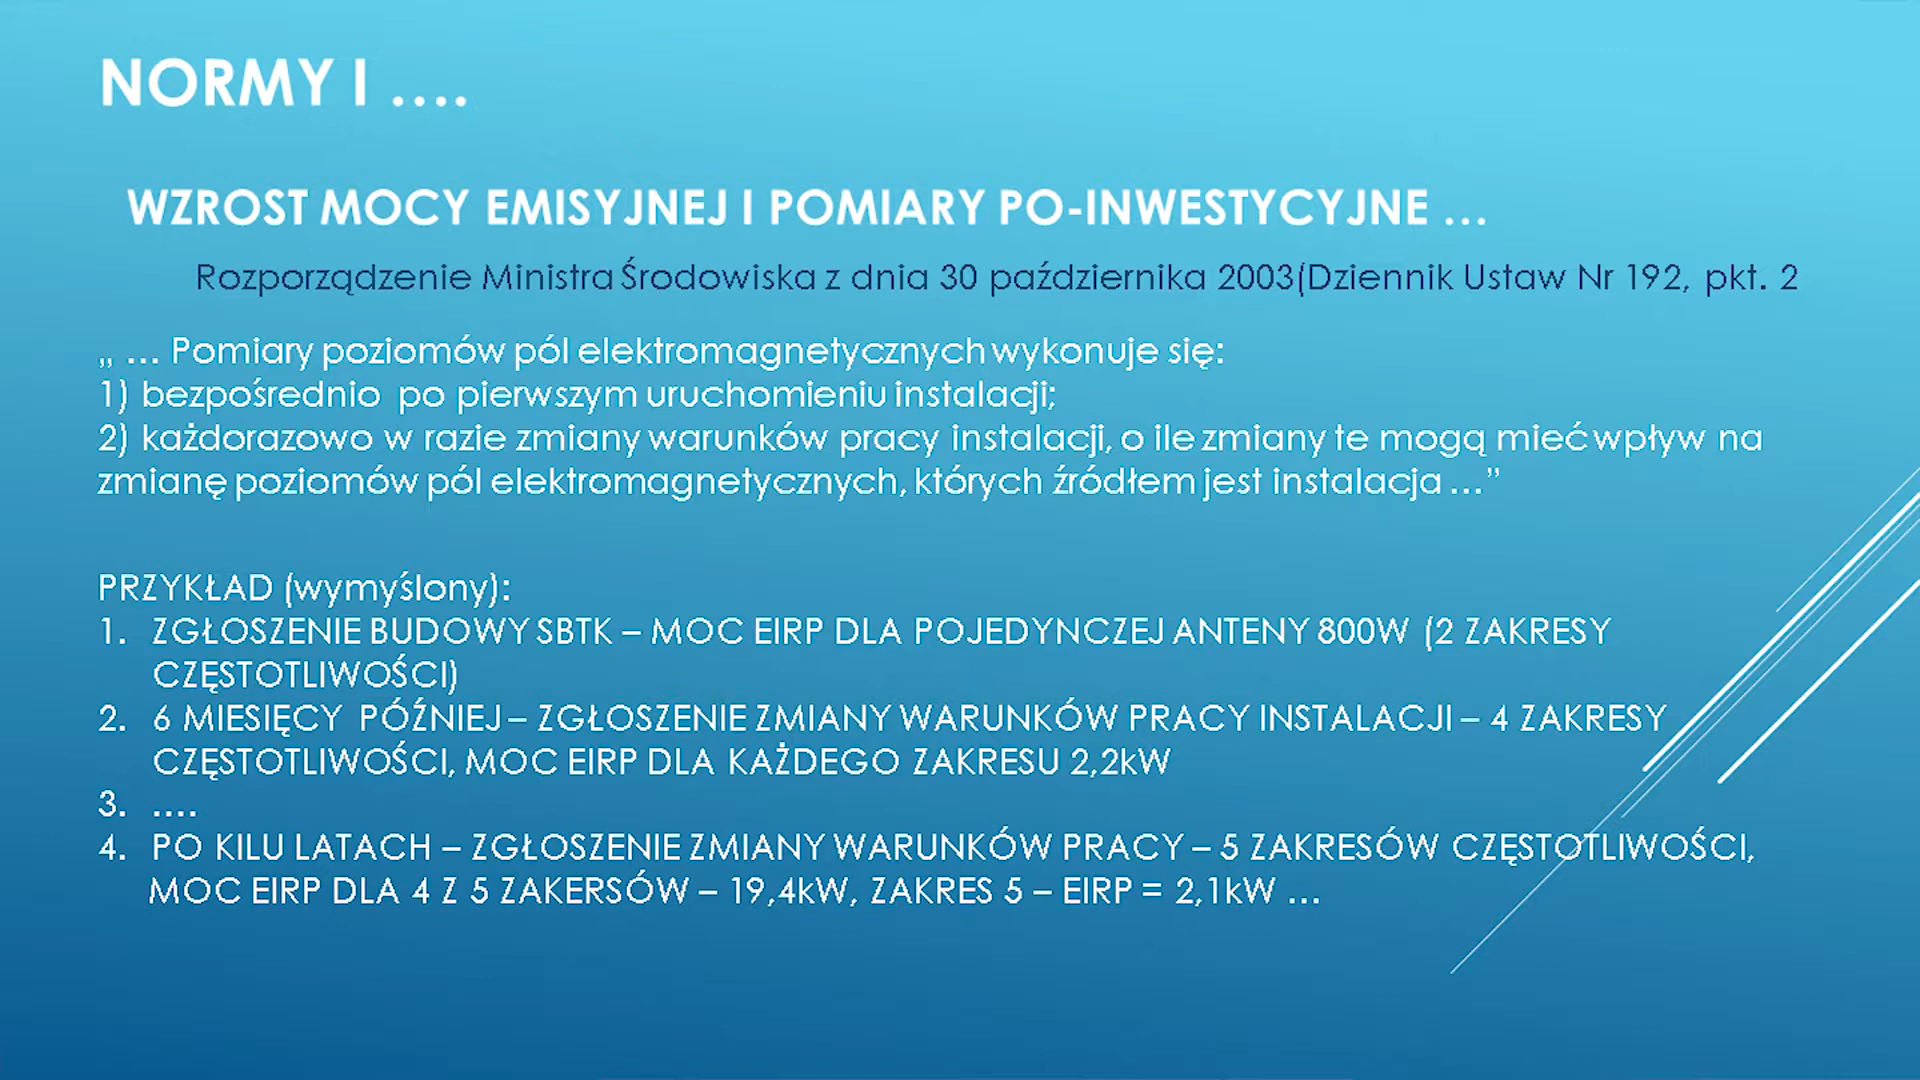 NORMY I ....
WZROST MOCY EMISYJNEJ I POMIARY PO-INWESTYCYJNE ...
Rozporządzenie Ministra Środowiska z dnia 30 października 2003(Dziennik Ustaw Nr 192, pkt. 2
„ ... Pomiary poziomów pól elektromagnetycznych wykonuje się:
1) bezpośrednio po pierwszym uruchomieniu instalacji;
2) każdorazowo w razie zmiany warunków pracy instalacji, o ile zmiany te mogą mieć wpływ na
zmianę poziomów pól elektromagnetycznych, których źródłem jest instalacja ...”
PRZYKŁAD (wymyślony):
1. ZGŁOSZENIE BUDOWY SBTK – MOC EIRP DLA POJEDYNCZEJ ANTENY 800W (2 ZAKRESY
CZĘSTOTLIWOŚCI)
2. 6 MIESIĘCY PÓŹNIEJ – ZGŁOSZENIE ZMIANY WARUNKÓW PRACY INSTALACJI – 4 ZAKRESY
CZĘSTOTLIWOŚCI, MOC EIRP DLA KAŻDEGO ZAKRESU 2,2kW
3. ....
4. PO KILU LATACH – ZGŁOSZENIE ZMIANY WARUNKÓW PRACY – 5 ZAKRESÓW CZĘSTOTLIWOŚCI,
MOC EIRP DLA 4 Z 5 ZAKERSÓW – 19,4kW, ZAKRES 5 – EIRP = 2,1kW ...